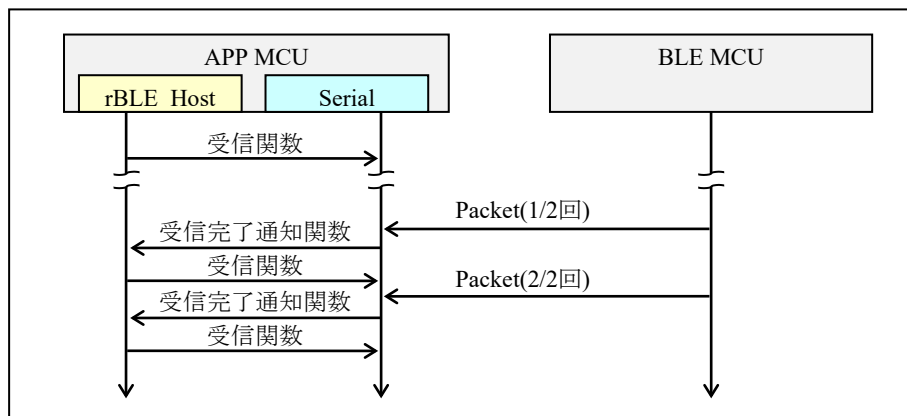 APP MCU
BLE MCU
rBLE_Host
Serial
受信関数
Packet(1/2回)
受信完了通知関数
受信関数
Packet(2/2回)
受信完了通知関数
受信関数